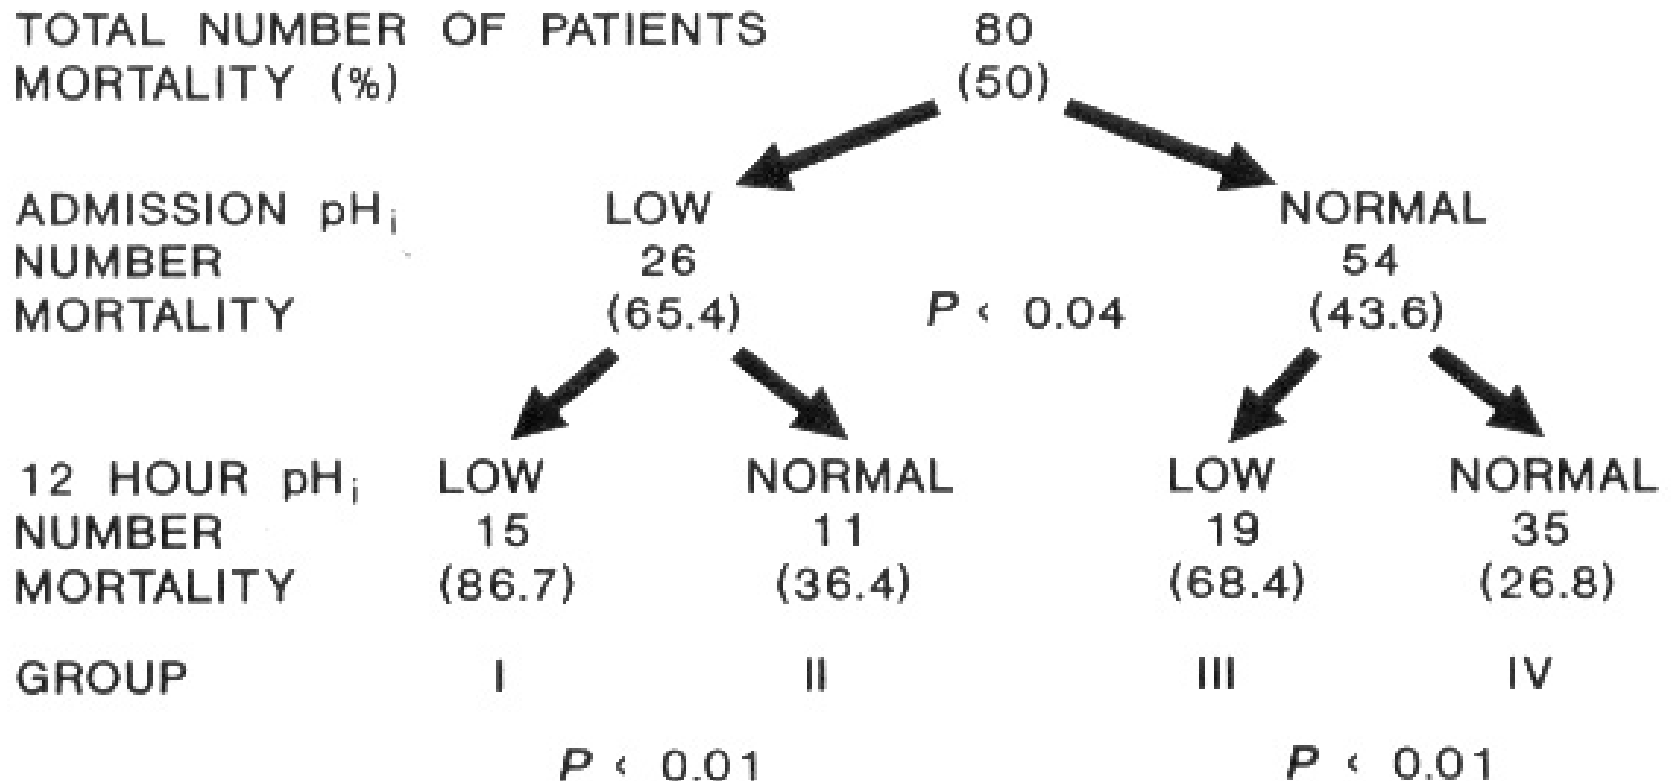 TOTAL NUMBER OF PATIENTS 80
MORTALITY (%) (50)
ADMISSION pHi LOW NORMAL
NUMBER 26 54
MORTALITY (65.4) P < 0.04 (43.6)
12 HOUR pHi LOW NORMAL LOW NORMAL
NUMBER 15 11 19 35
MORTALITY (86.7) (36.4) (68.4) (26.8)
GROUP I II III IV
P < 0.01 P < 0.01